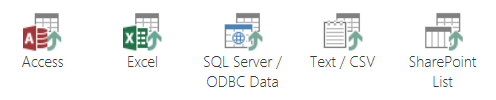 Access
Excel
SQL Server /
ODBC Data
Text / CSV
SharePoint
List